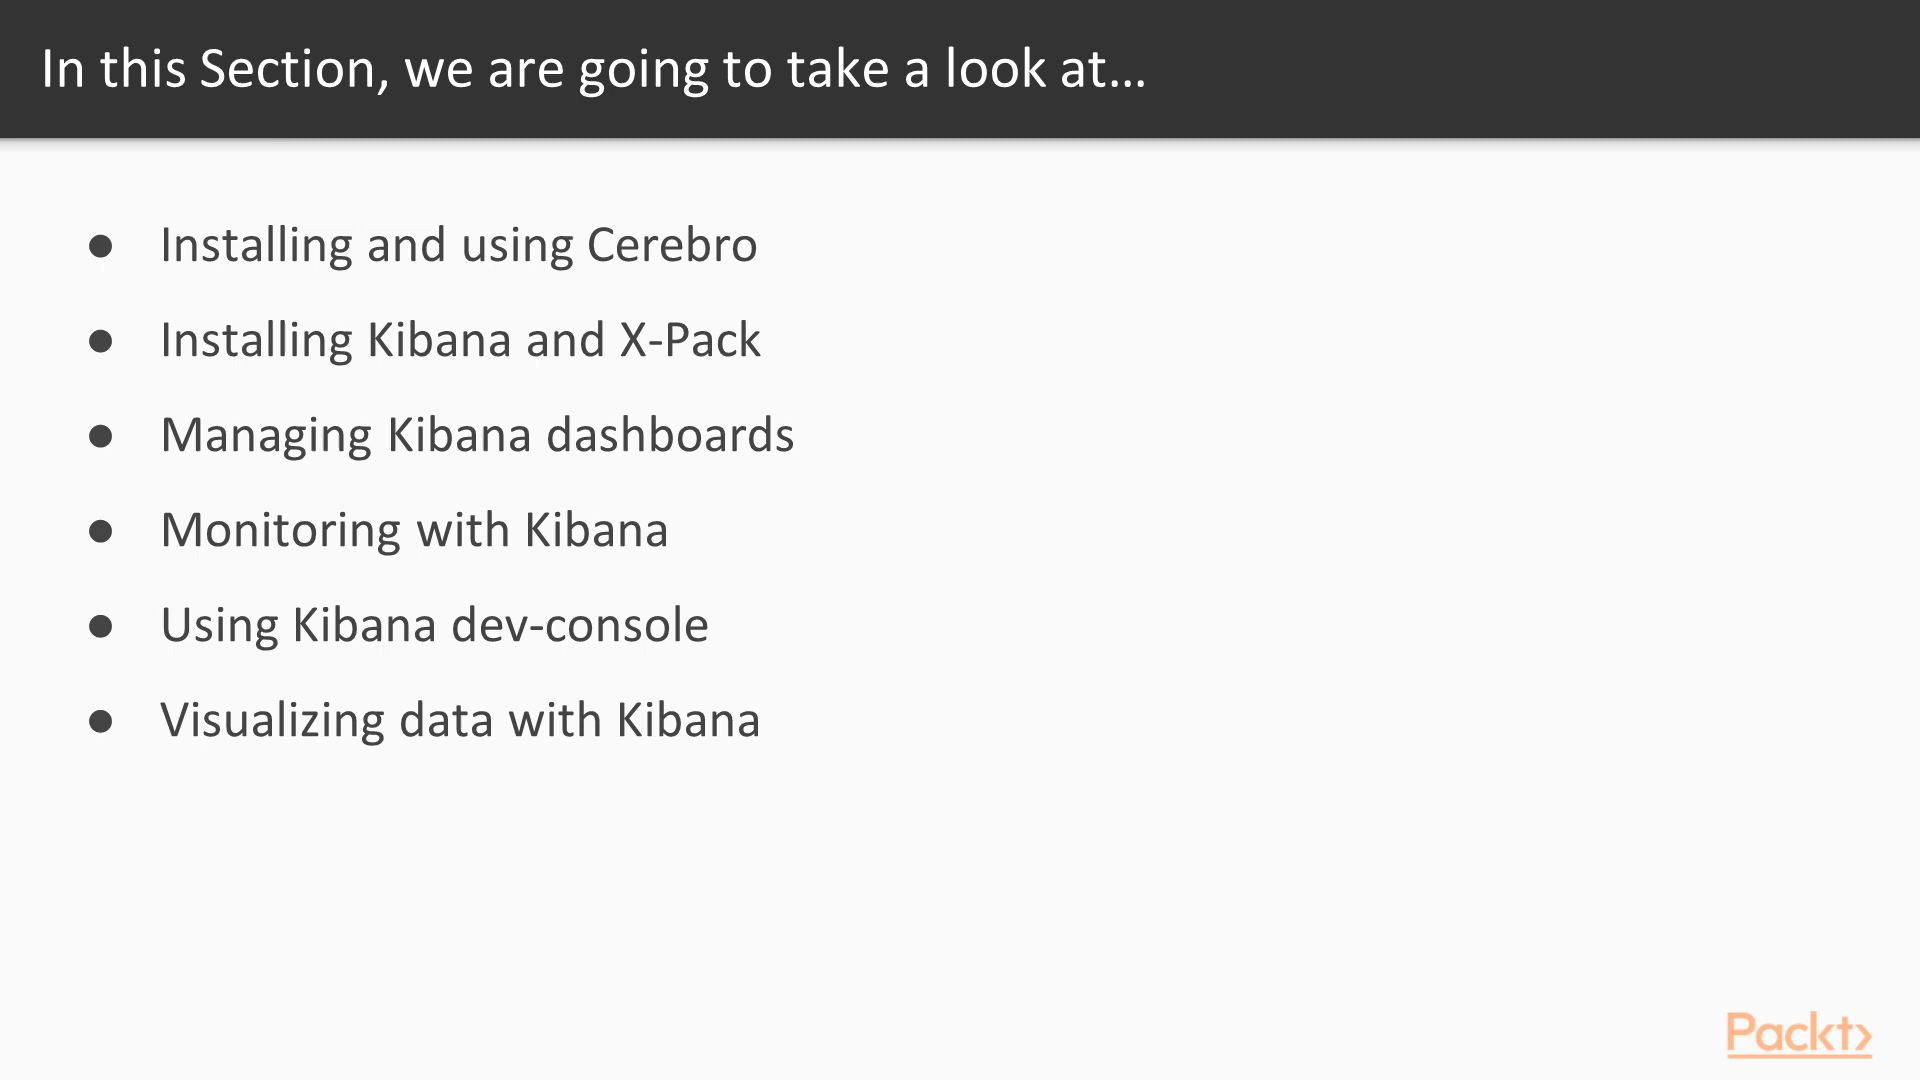 In this Section, we are going to take a look at...
● Installing and using Cerebro
● Installing Kibana and X-Pack
● Managing Kibana dashboards
● Monitoring with Kibana
● Using Kibana dev-console
● Visualizing data with Kibana
Packt>